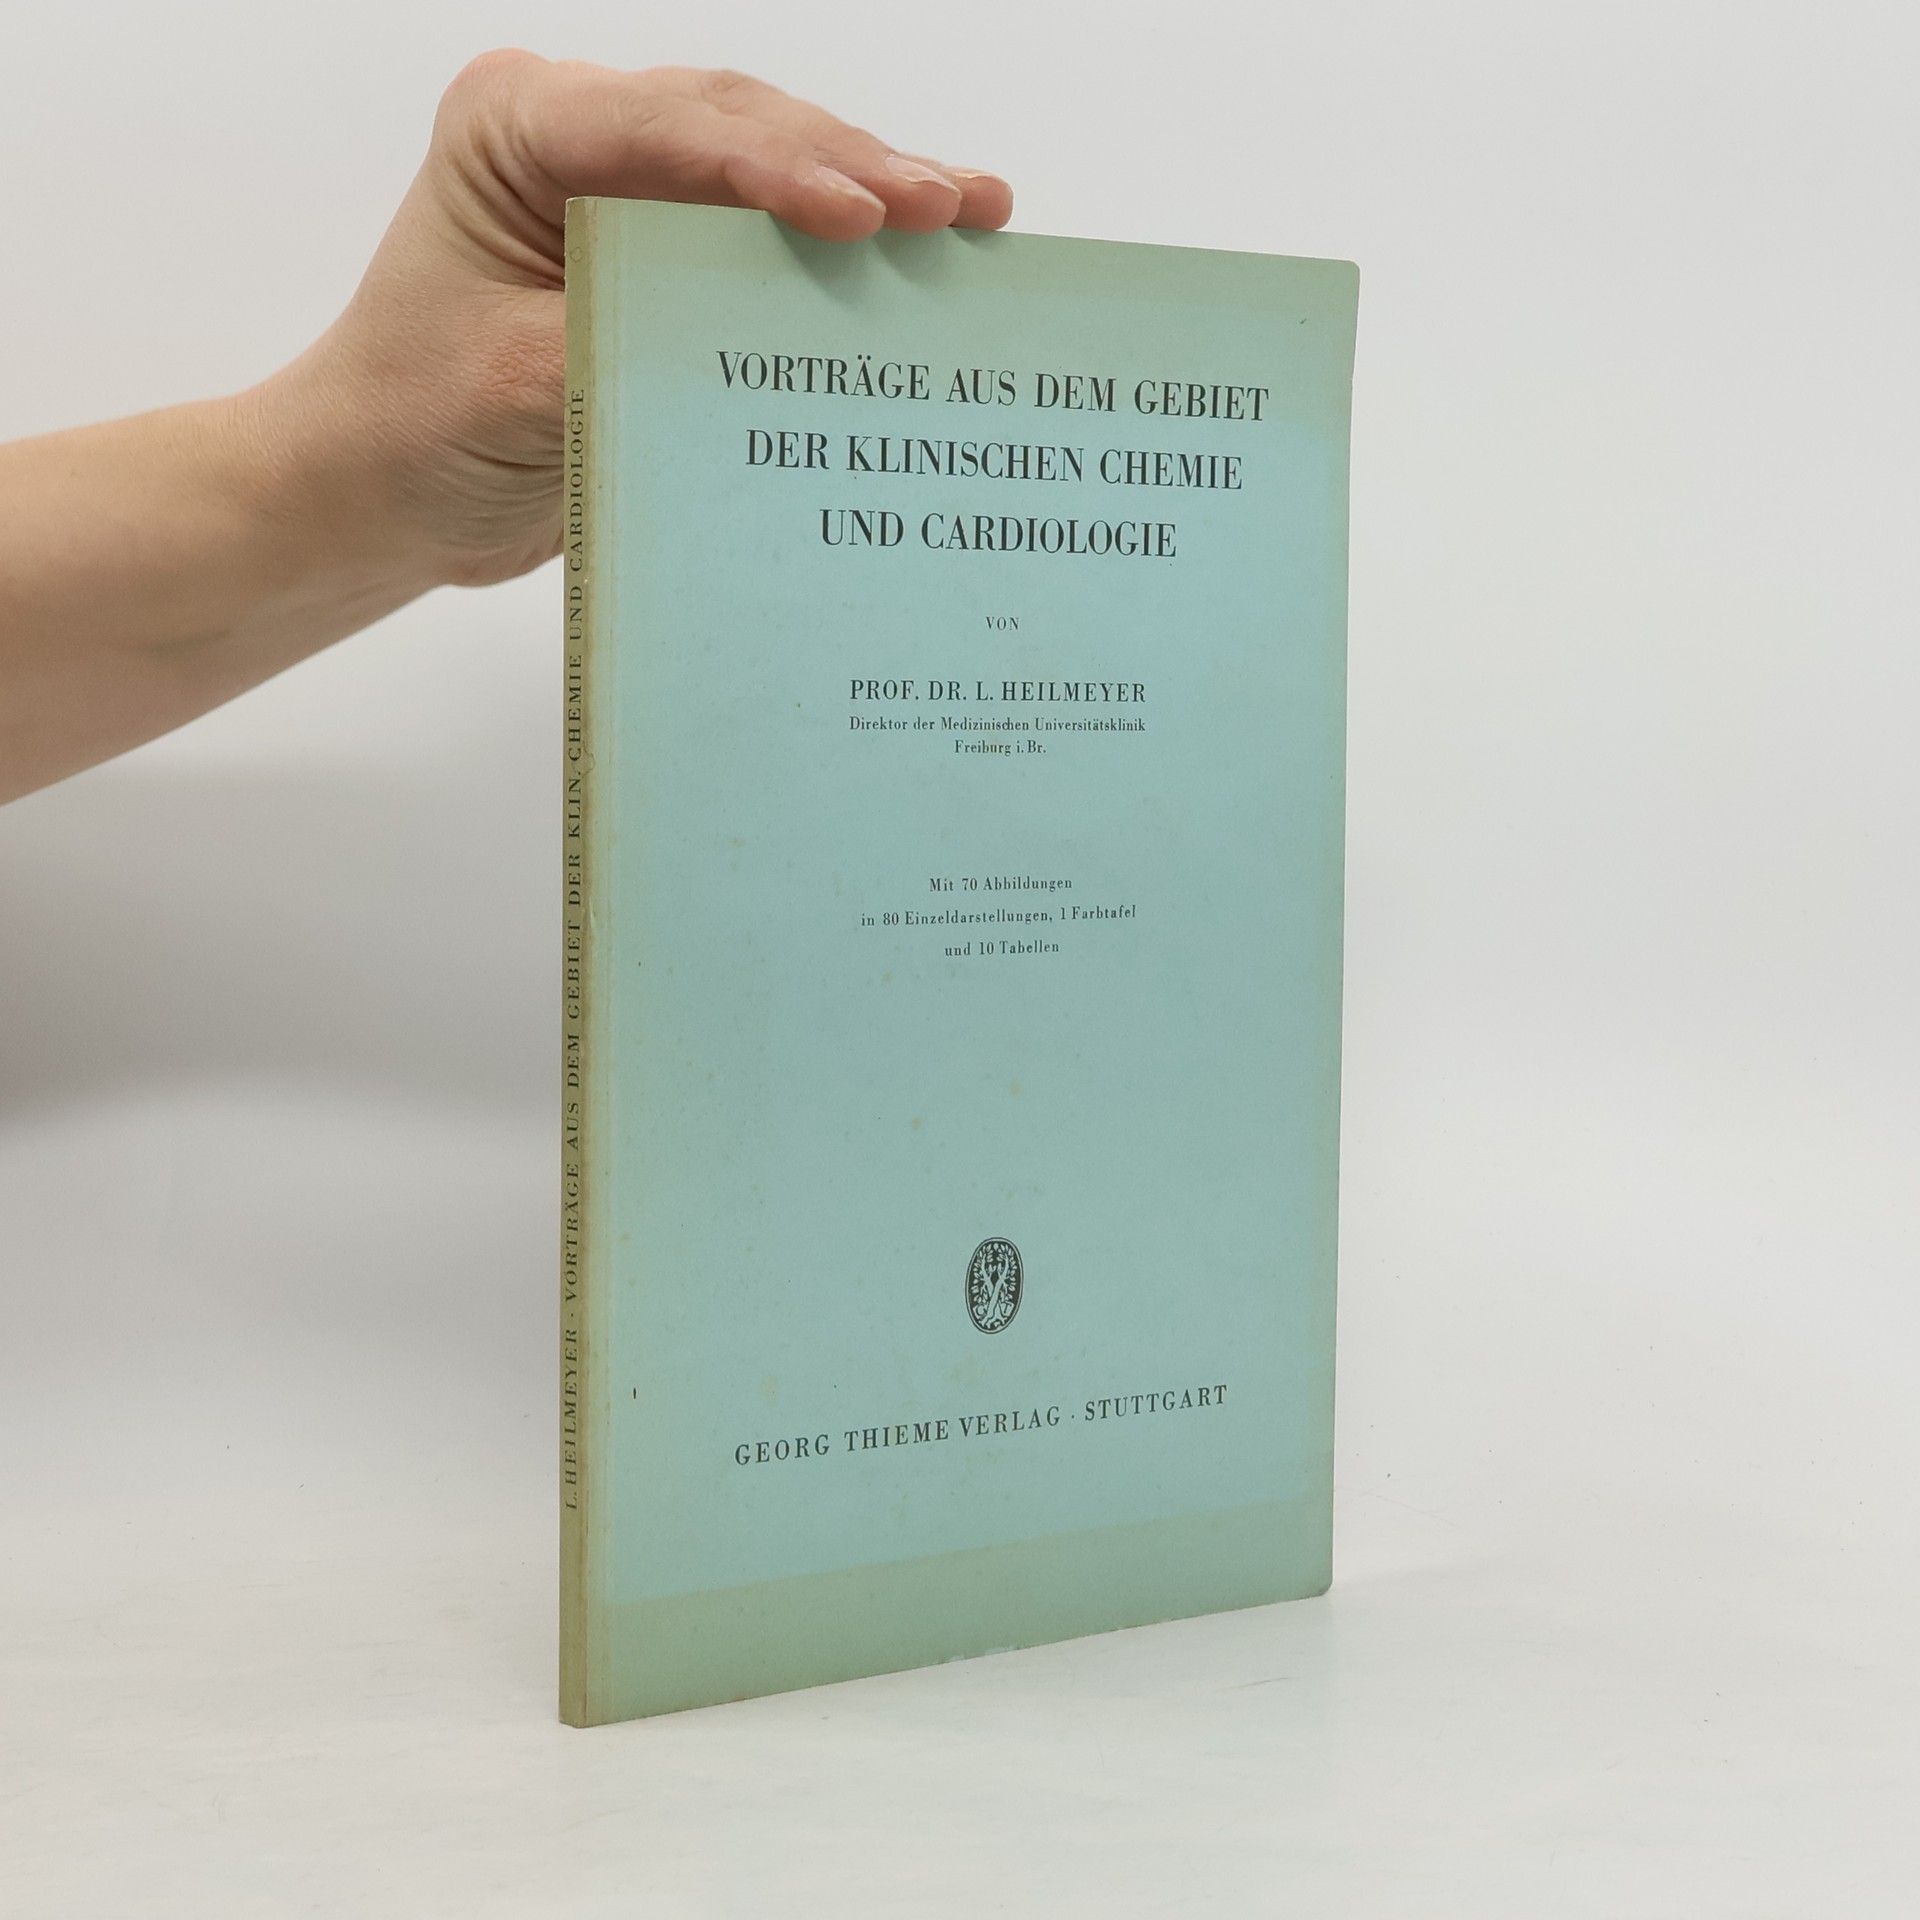 VORTRÄGE AUS DEM GEBIET
DER KLINISCHEN CHEMIE
UND CARDIOLOGIE
VON
PROF. DR. L. HEILMEYER
Direktor der Medizinischen Universitätsklinik
Freiburg i. Br.
Mit 70 Abbildungen
in 80 Einzeldarstellungen, 1 Farbtafel
und 10 Tabellen
GEORG THIEME VERLAG · STUTTGART
L. HEILMEYER · VORTRÄGE AUS DEM GEBIET DER KLIN. CHEMIE UND CARDIOLOGIE